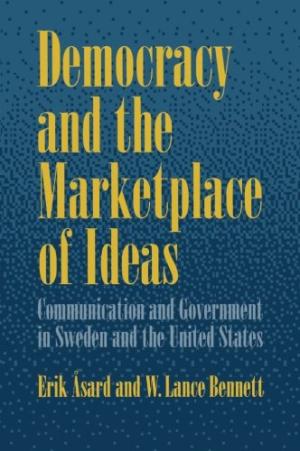 Democracy
and the
Marketplace
of Ideas
Communication and Government
in Sweden and the United States
Erik Åsard and W. Lance Bennett